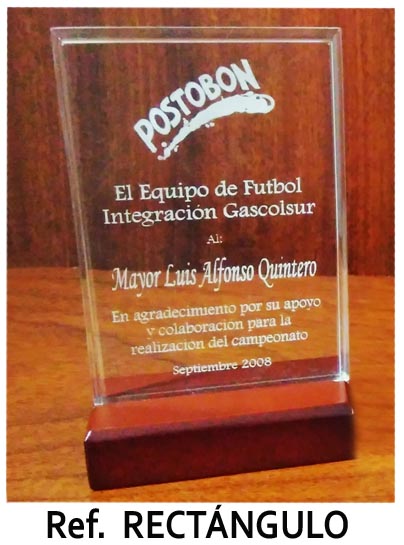 POSTOBON
El Equipo de Futbol
Integración Gascolsur
Al:
Mayor Luis Alfonso Quintero
En agradecimiento por su apoyo
y colaboración para la
realización del campeonato
Septiembre 2008
Ref. RECTÁNGULO